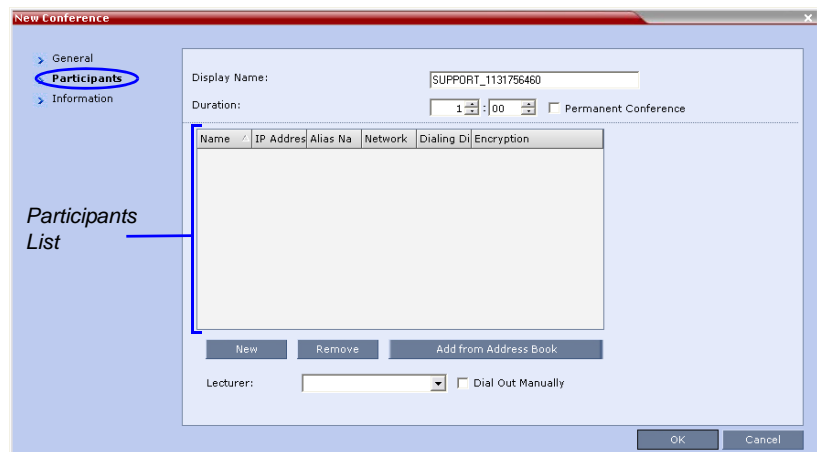 New Conference
General
Participants
Information
Display Name:
SUPPORT_1131756460
Duration:
1 : 00
Permanent Conference
Name
IP Addres
Alias Na
Network
Dialing Di
Encryption
Participants
List
New
Remove
Add from Address Book
Lecturer:
Dial Out Manually
OK
Cancel